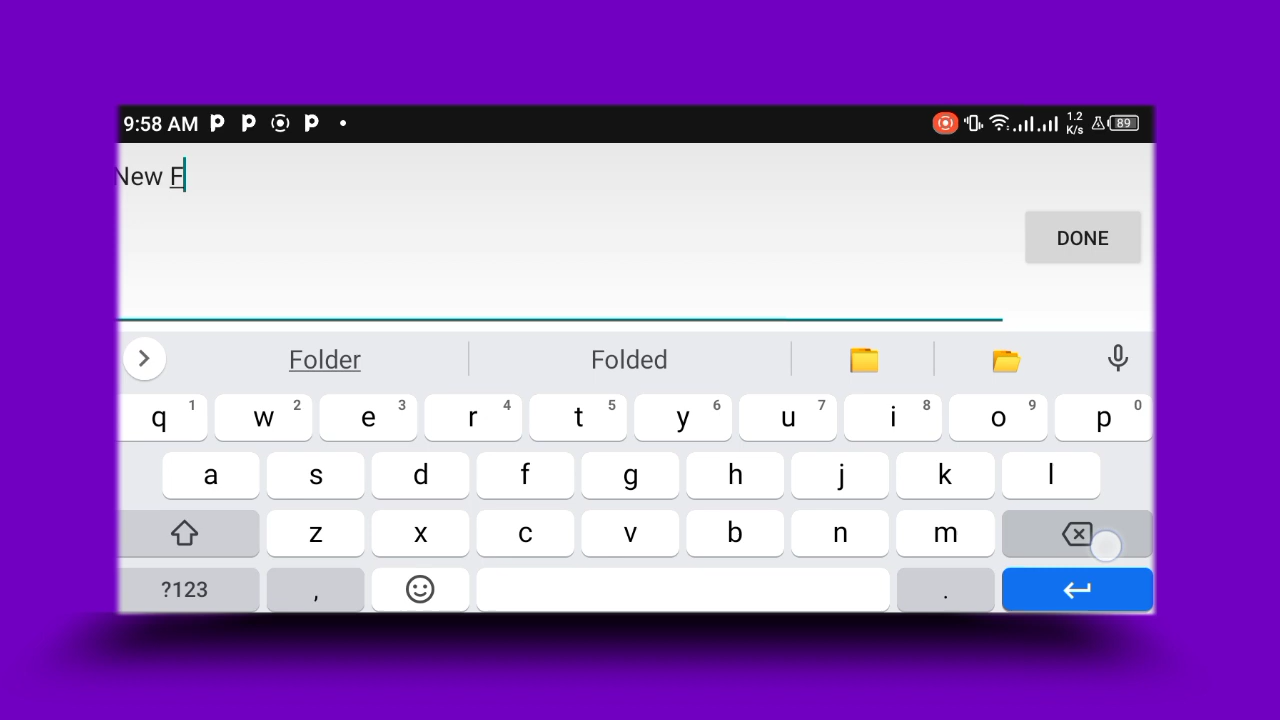 9:58 AM 1.2 K/s 89
New F
DONE
Folder Folded
q 1 w 2 e 3 r 4 t 5 y 6 u 7 i 8 o 9 p 0
a s d f g h j k l
z x c v b n m
?123 , .